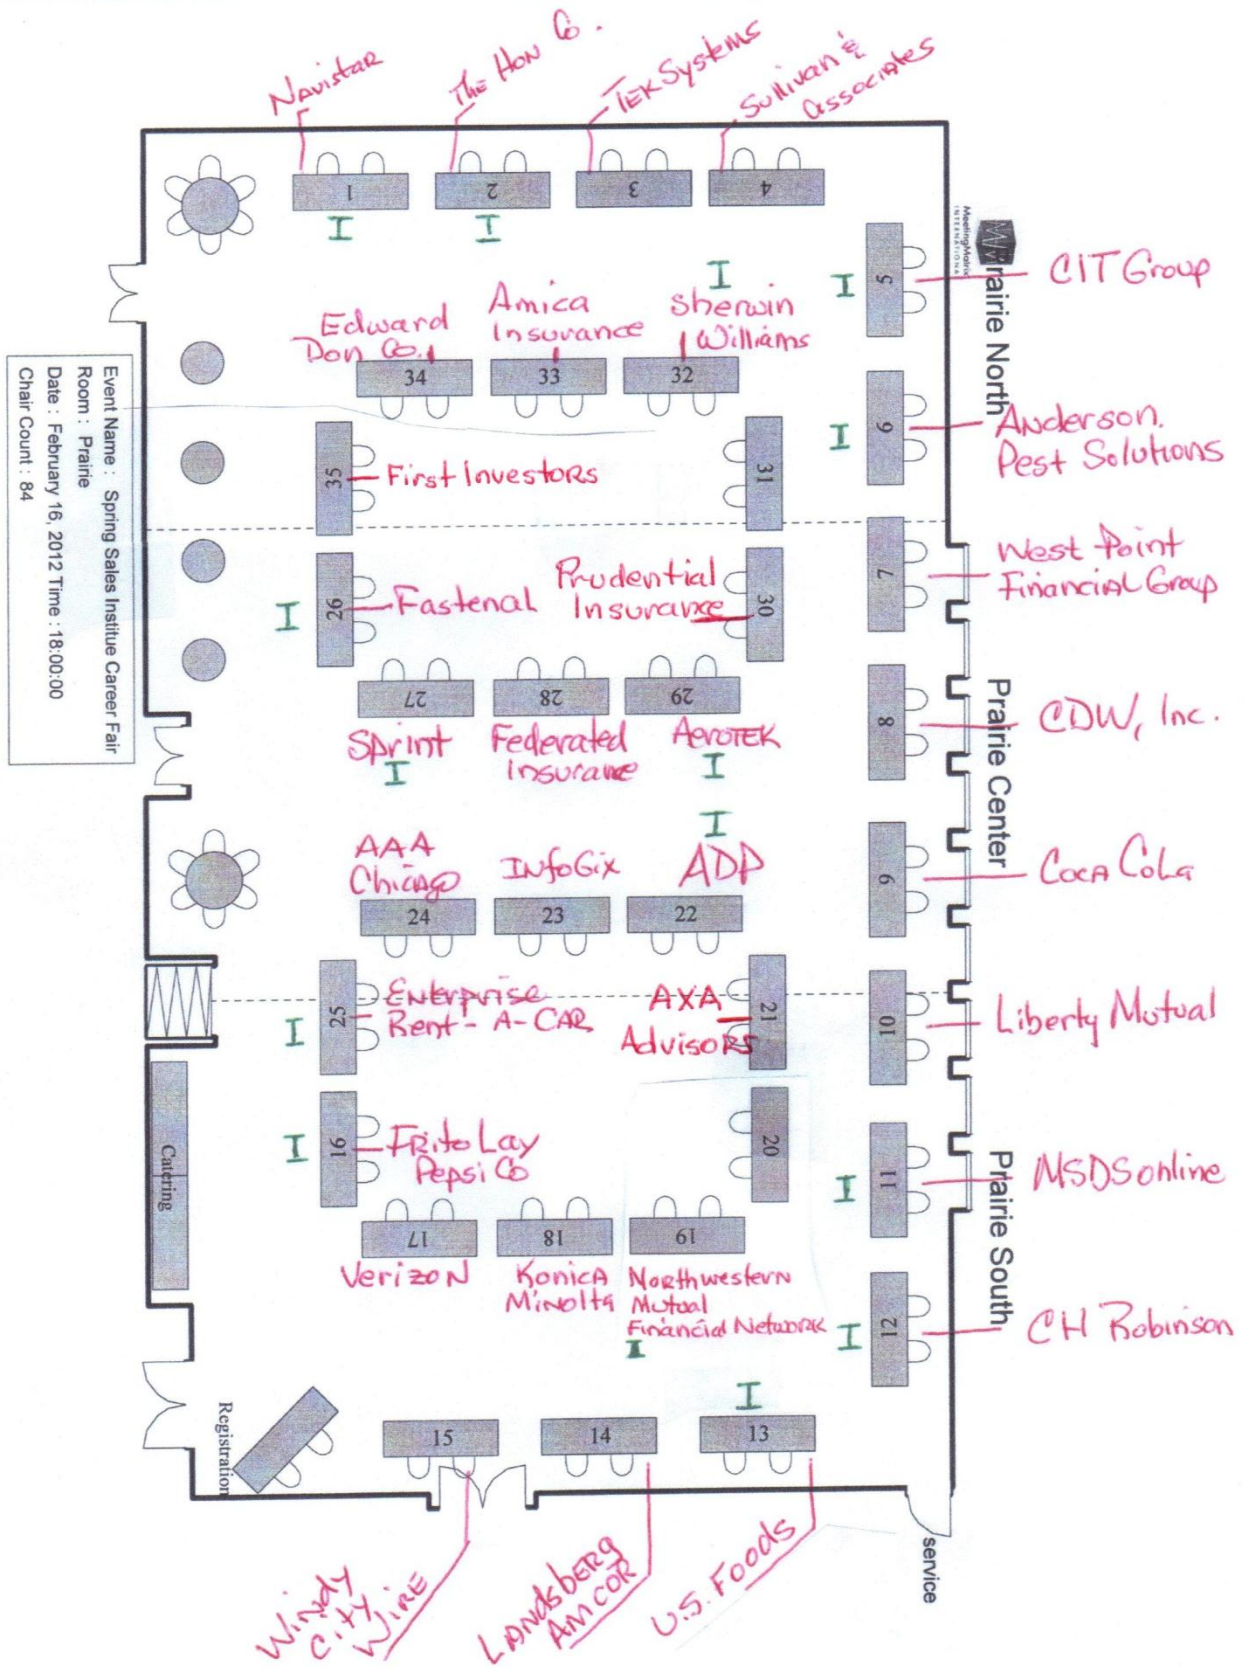 Navistar
The HON Co.
TEKSystems
Sullivan &
Associates
1
2
3
4
I
I
MeetingMatrix
INTERNATIONAL
Prairie North
5
I
CIT Group
I
Edward
Don Co.
Amica
Insurance
Sherwin
Williams
34
33
32
6
I
Anderson
Pest Solutions
35
First Investors
31
7
West Point
Financial Group
26
I
Fastenal
Prudential
Insurance
30
27
28
29
Sprint
I
Federated
Insurance
AeroTEK
I
8
CDW, Inc.
Prairie Center
Event Name : Spring Sales Institue Career Fair
Room : Prairie
Date : February 16, 2012 Time : 18:00:00
Chair Count : 84
I
AAA
Chicago
InfoGix
ADP
24
23
22
9
Coca Cola
25
I
Enterprise
Rent-A-CAR
AXA
Advisors
21
10
Liberty Mutual
16
I
Frito Lay
Pepsi Co
20
11
I
MSDSonline
Catering
17
18
19
Prairie South
Verizon
Konica
Minolta
Northwestern
Mutual
Financial Network
I
12
I
CH Robinson
I
Registration
15
14
13
service
Windy
City
Wire
Landsberg
AMCOR
U.S. Foods